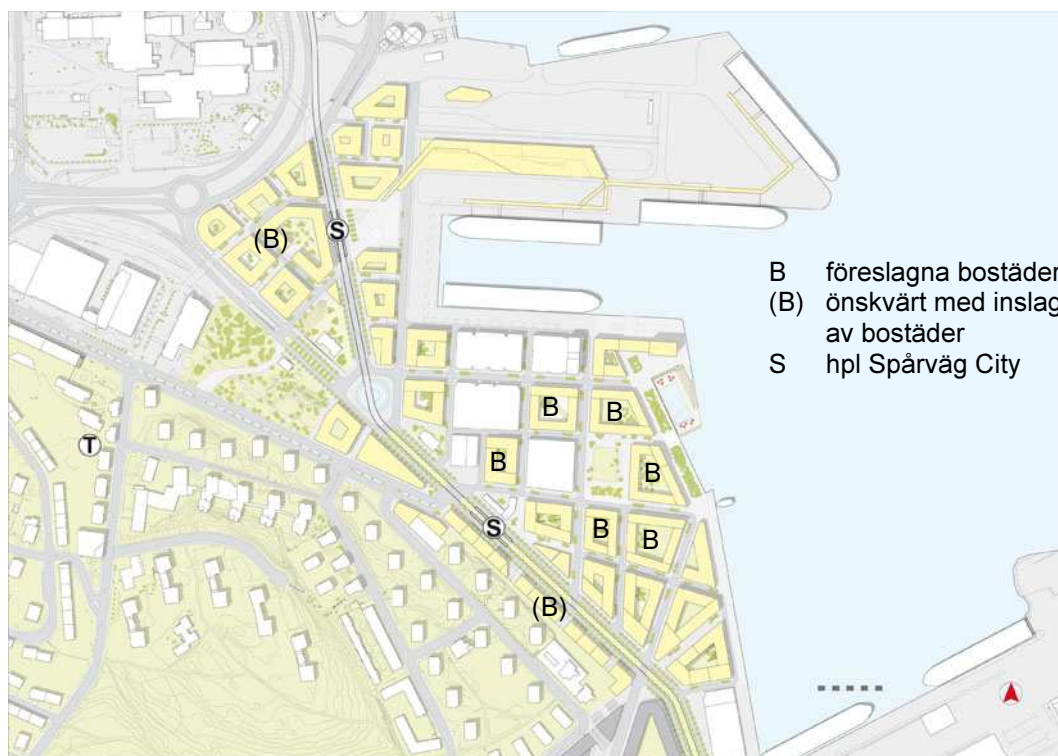 S
(B)
B föreslagna bostäder
(B) önskvärt med inslag
av bostäder
S hpl Spårväg City
B
B
T
B
B
S
B
B
(B)